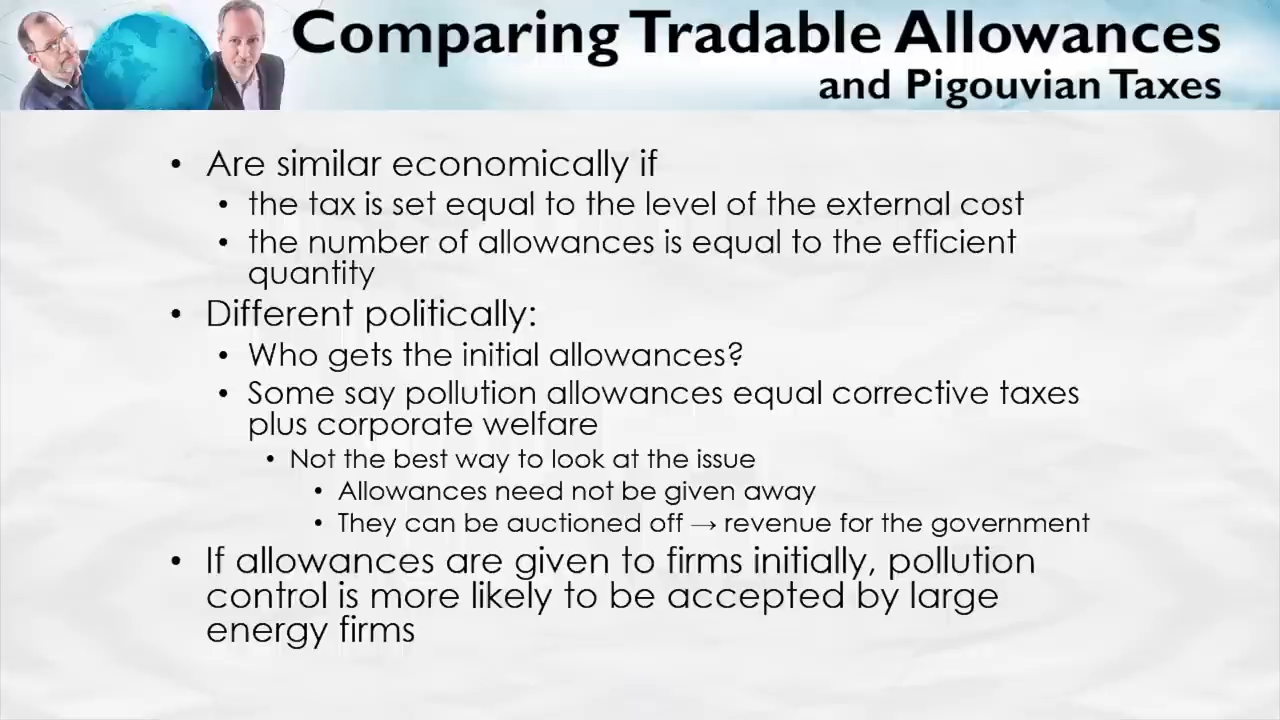 Comparing Tradable Allowances
and Pigouvian Taxes
• Are similar economically if
• the tax is set equal to the level of the external cost
• the number of allowances is equal to the efficient
quantity
• Different politically:
• Who gets the initial allowances?
• Some say pollution allowances equal corrective taxes
plus corporate welfare
• Not the best way to look at the issue
• Allowances need not be given away
• They can be auctioned off → revenue for the government
• If allowances are given to firms initially, pollution
control is more likely to be accepted by large
energy firms